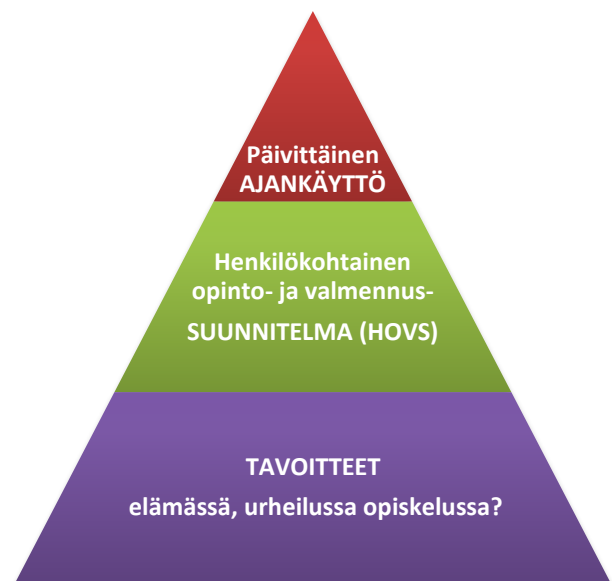 Päivittäinen
AJANKÄYTTÖ
Henkilökohtainen
opinto- ja valmennus-
SUUNNITELMA (HOVS)
TAVOITTEET
elämässä, urheilussa opiskelussa?